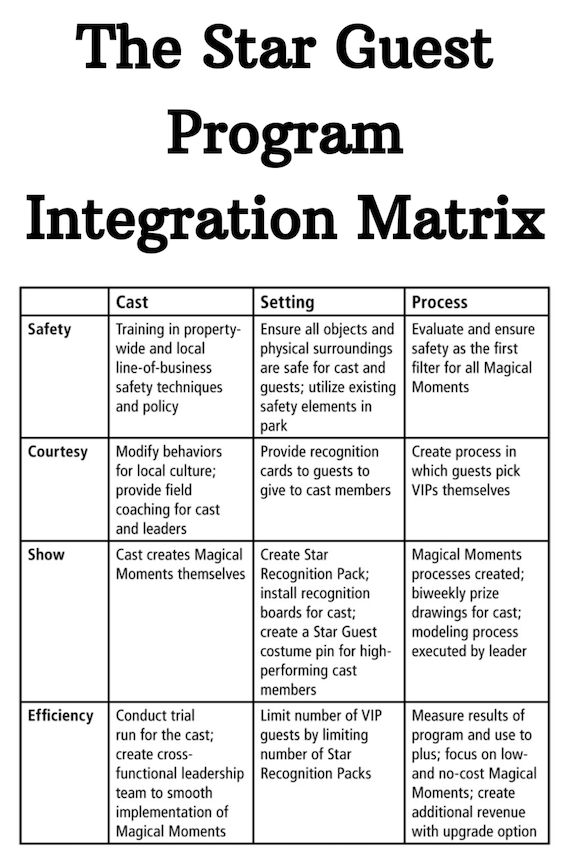 The Star Guest
Program
Integration Matrix
Cast
Setting
Process
Safety
Training in property-
wide and local
line-of-business
safety techniques
and policy
Ensure all objects and
physical surroundings
are safe for cast and
guests; utilize existing
safety elements in
park
Evaluate and ensure
safety as the first
filter for all Magical
Moments
Courtesy
Modify behaviors
for local culture;
provide field
coaching for cast
and leaders
Provide recognition
cards to guests to
give to cast members
Create process in
which guests pick
VIPs themselves
Show
Cast creates Magical
Moments themselves
Create Star
Recognition Pack;
install recognition
boards for cast;
create a Star Guest
costume pin for high-
performing cast
members
Magical Moments
processes created;
biweekly prize
drawings for cast;
modeling process
executed by leader
Efficiency
Conduct trial
run for the cast;
create cross-
functional leadership
team to smooth
implementation of
Magical Moments
Limit number of VIP
guests by limiting
number of Star
Recognition Packs
Measure results of
program and use to
plus; focus on low-
and no-cost Magical
Moments; create
additional revenue
with upgrade option